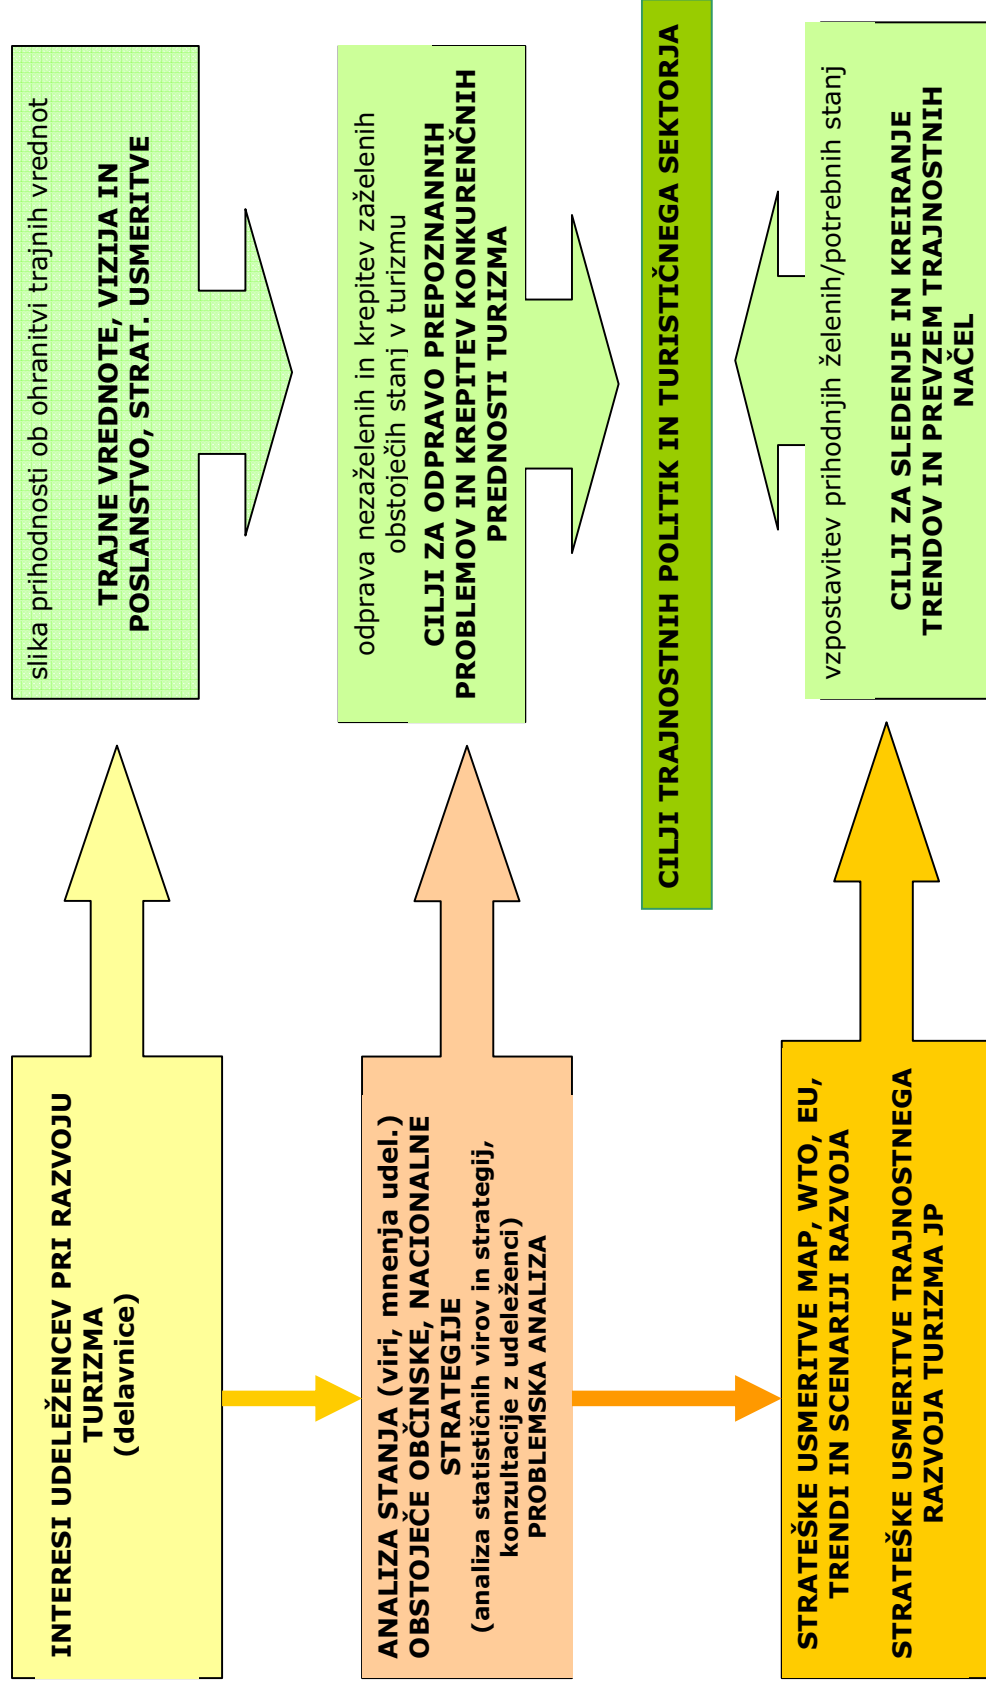 INTERESI UDELEŽENCEV PRI RAZVOJU
TURIZMA
(delavnice)
slika prihodnosti ob ohranitvi trajnih vrednot
TRAJNE VREDNOTE, VIZIJA IN
POSLANSTVO, STRAT. USMERITVE
ANALIZA STANJA (viri, mnenja udel.)
OBSTOJEČE OBČINSKE, NACIONALNE
STRATEGIJE
(analiza statističnih virov in strategij,
konzultacije z udeleženci)
PROBLEMSKA ANALIZA
odprava nezaželenih in krepitev zaželenih
obstoječih stanj v turizmu
CILJI ZA ODPRAVO PREPOZNANNIH
PROBLEMOV IN KREPITEV KONKURENČNIH
PREDNOSTI TURIZMA
CILJI TRAJNOSTNIH POLITIK IN TURISTIČNEGA SEKTORJA
STRATEŠKE USMERITVE MAP, WTO, EU,
TRENDI IN SCENARIJI RAZVOJA
STRATEŠKE USMERITVE TRAJNOSTNEGA
RAZVOJA TURIZMA JP
vzpostavitev prihodnjih želenih/potrebnih stanj
CILJI ZA SLEDENJE IN KREIRANJE
TRENDOV IN PREVZEM TRAJNOSTNIH
NAČEL